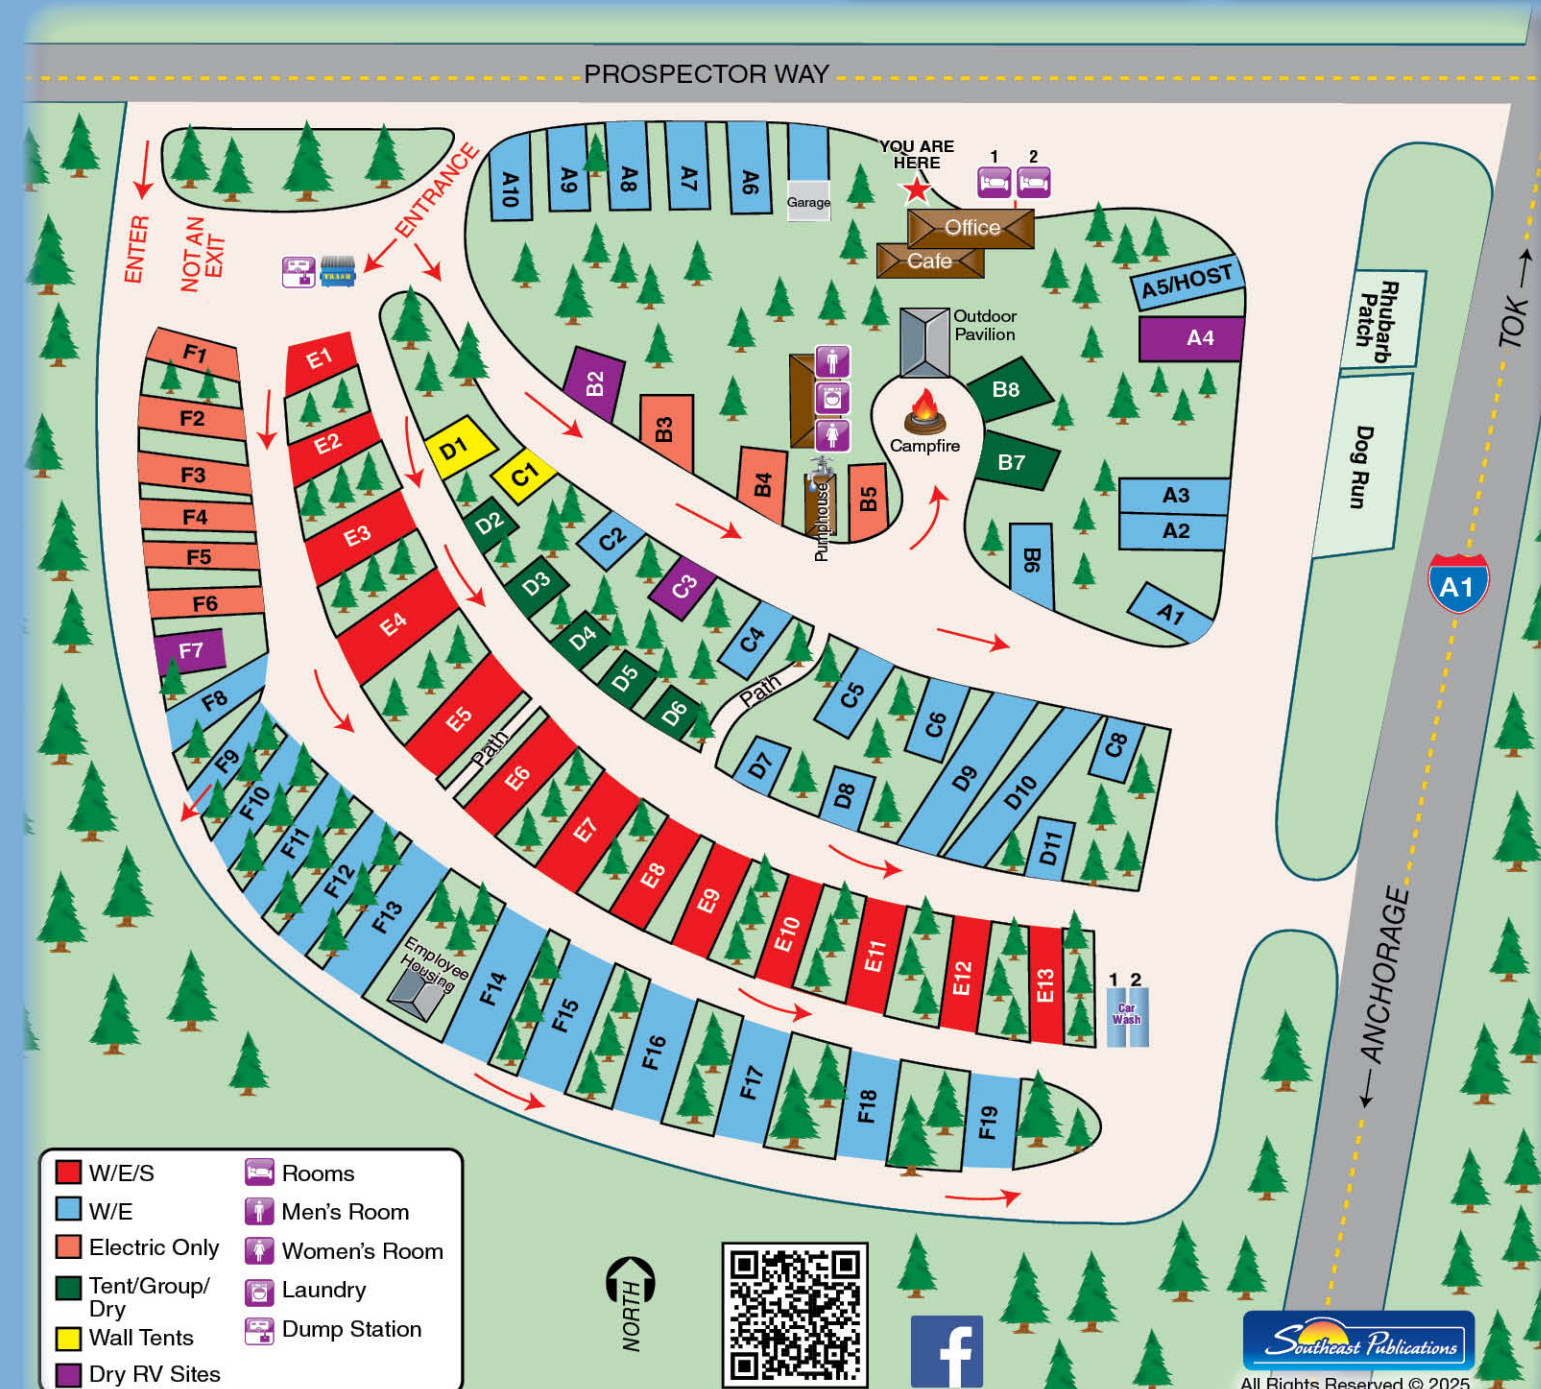 PROSPECTOR WAY
YOU ARE
HERE
1 2
ENTER
NOT AN
EXIT
ENTRANCE
TRASH
A10
A9
A8
A7
A6
Garage
Office
Cafe
A5/HOST
A4
Outdoor
Pavilion
Rhubarb
Patch
TOK
F1
E1
B2
B3
B8
Campfire
F2
E2
D1
C1
B4
Pumphouse
B5
B7
Dog Run
F3
A3
F4
E3
D2
C2
A2
F5
B6
A1
A1
F6
E4
D3
C3
F7
D4
C4
F8
D5
D6
Path
C5
E5
Path
C6
C8
F9
E6
D7
D8
D9
D10
F10
E7
D11
F11
E8
F12
E9
F13
E10
E11
E12
E13
ANCHORAGE
Employee
Housing
1 2
Car
Wash
F14
F15
F16
F17
F18
F19
W/E/S
W/E
Electric Only
Tent/Group/
Dry
Wall Tents
Dry RV Sites
Rooms
Men's Room
Women's Room
Laundry
Dump Station
NORTH
f
Southeast Publications
All Rights Reserved © 2025